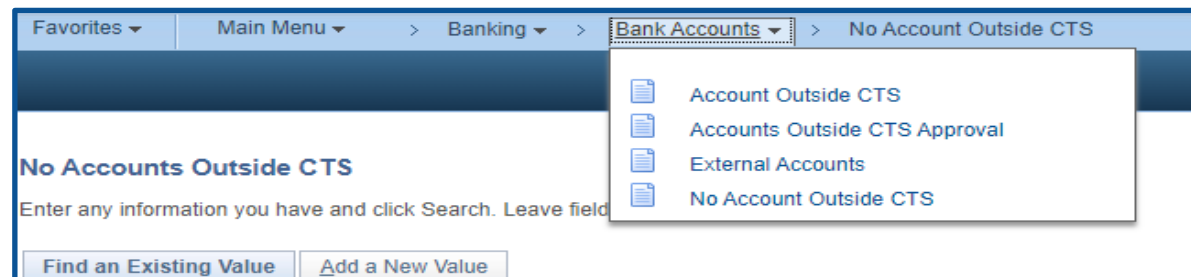 Favorites Main Menu > Banking > Bank Accounts > No Account Outside CTS
Account Outside CTS
Accounts Outside CTS Approval
External Accounts
No Account Outside CTS
No Accounts Outside CTS
Enter any information you have and click Search. Leave field
Find an Existing Value Add a New Value